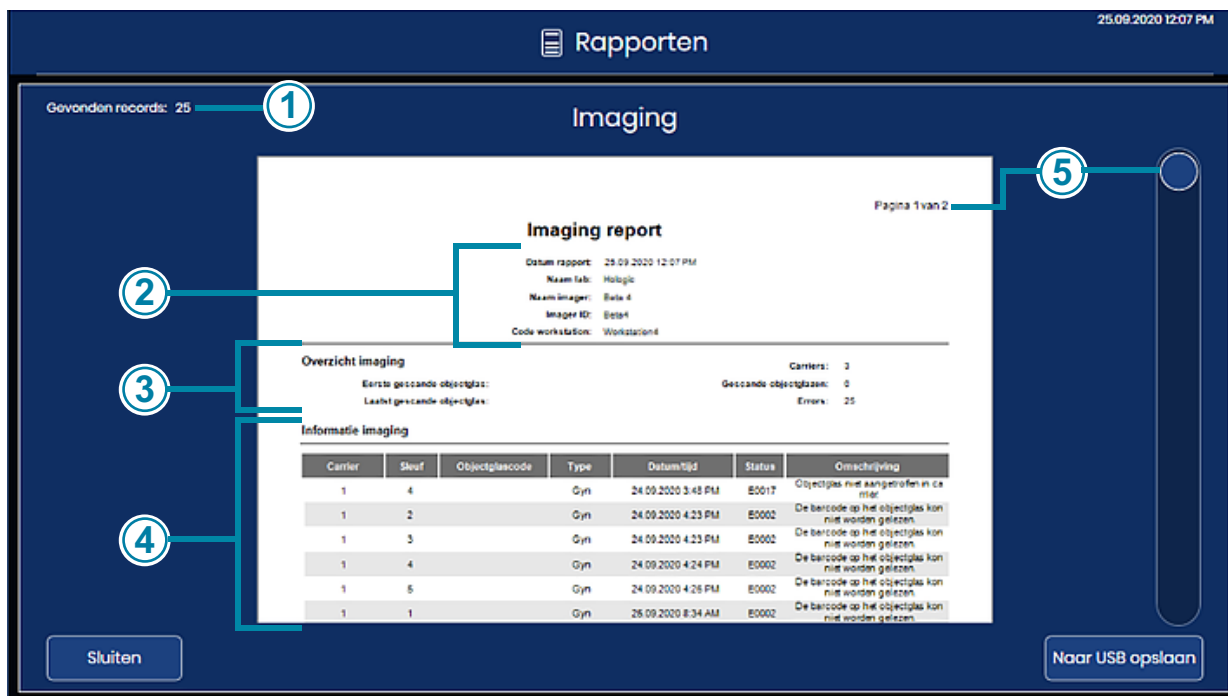 25.09.2020 12:07 PM
Rapporten
Gevonden records: 25
1
Imaging
5
Pagina 1 van 2
Imaging report
2
Datum rapport: 25.09.2020 12:07 PM
Naam lab: Hologic
Naam imager: Beta 4
Imager ID: Beta4
Code workstation: Workstation4
3
Overzicht imaging
Carriers: 3
Eerste gescande objectglas: Gescande objectglazen: 0
Laatst gescande objectglas: Errors: 25
4
Informatie imaging
Carrier Sleuf Objectglascode Type Datum/tijd Status Omschrijving
1 4 Gyn 24.09.2020 3:48 PM E0017 Objectglas niet aangetroffen in ca
rrier.
1 2 Gyn 24.09.2020 4:23 PM E0002 De barcode op het objectglas kon
niet worden gelezen.
1 3 Gyn 24.09.2020 4:23 PM E0002 De barcode op het objectglas kon
niet worden gelezen.
1 4 Gyn 24.09.2020 4:24 PM E0002 De barcode op het objectglas kon
niet worden gelezen.
1 5 Gyn 24.09.2020 4:26 PM E0002 De barcode op het objectglas kon
niet worden gelezen.
1 1 Gyn 25.09.2020 8:34 AM E0002 De barcode op het objectglas kon
niet worden gelezen.
Sluiten
Naar USB opslaan